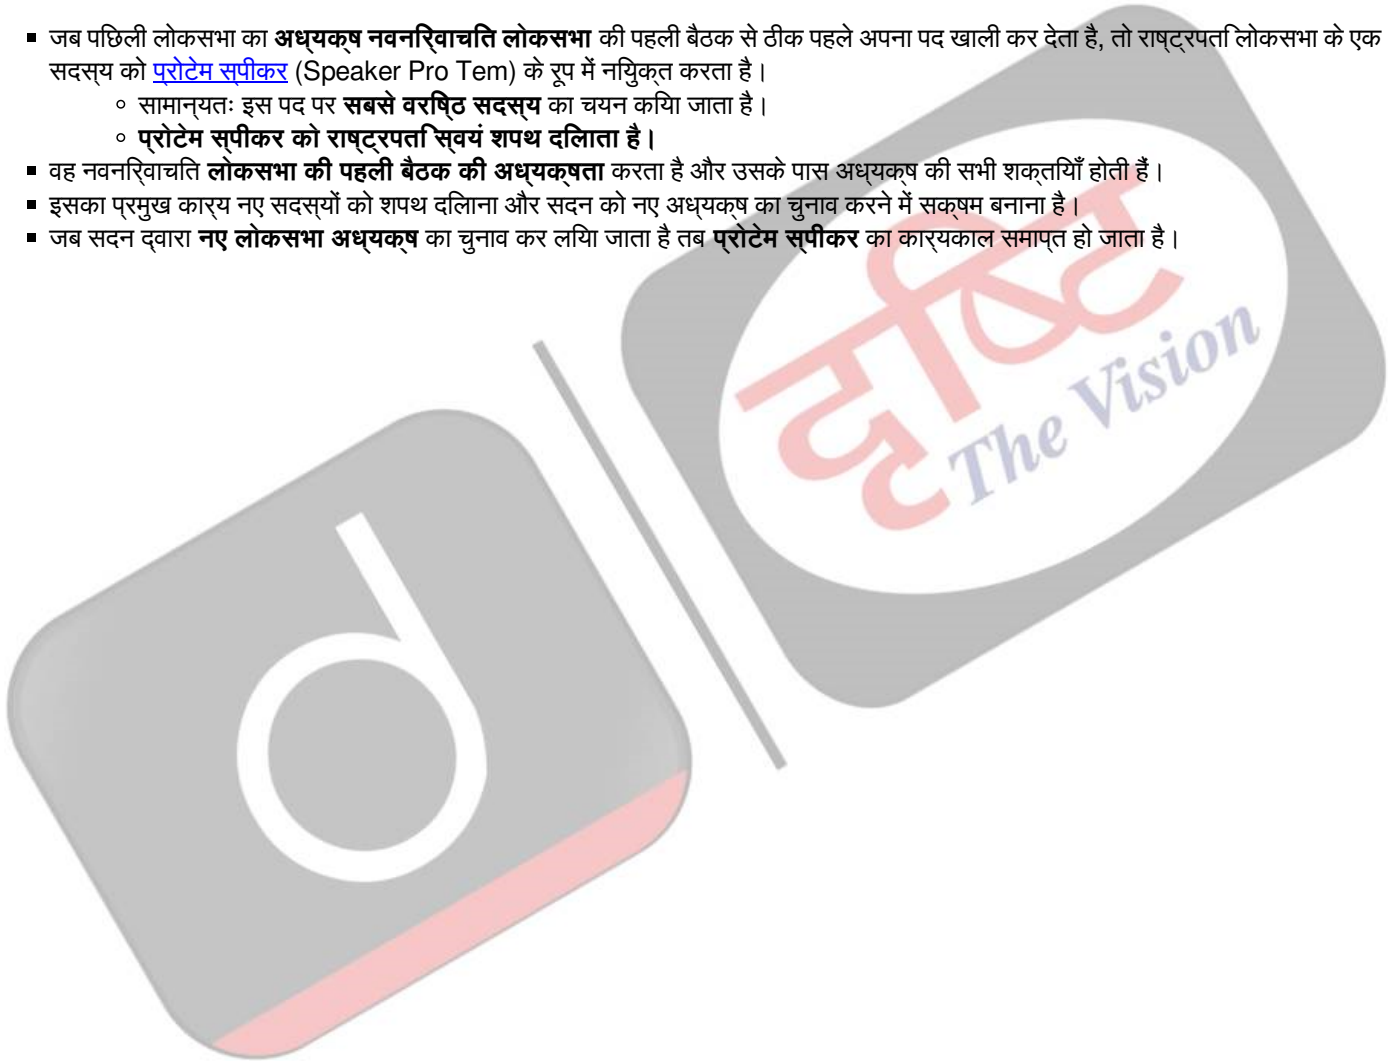 ▪ जब पछिली लोकसभा का अध्यक्ष नवनिर्वाचित लोकसभा की पहली बैठक से ठीक पहले अपना पद खाली कर देता है, तो राष्ट्रपति लोकसभा के एक
सदस्य को प्रोटेम स्पीकर (Speaker Pro Tem) के रूप में नियुक्त करता है।
◦ सामान्यतः इस पद पर सबसे वरिष्ठ सदस्य का चयन किया जाता है।
◦ प्रोटेम स्पीकर को राष्ट्रपति स्वयं शपथ दिलाता है।
▪ वह नवनिर्वाचित लोकसभा की पहली बैठक की अध्यक्षता करता है और उसके पास अध्यक्ष की सभी शक्तियाँ होती हैं।
▪ इसका प्रमुख कार्य नए सदस्यों को शपथ दिलाना और सदन को नए अध्यक्ष का चुनाव करने में सक्षम बनाना है।
▪ जब सदन द्वारा नए लोकसभा अध्यक्ष का चुनाव कर लिया जाता है तब प्रोटेम स्पीकर का कार्यकाल समाप्त हो जाता है।
दृष्टि
The Vision
d